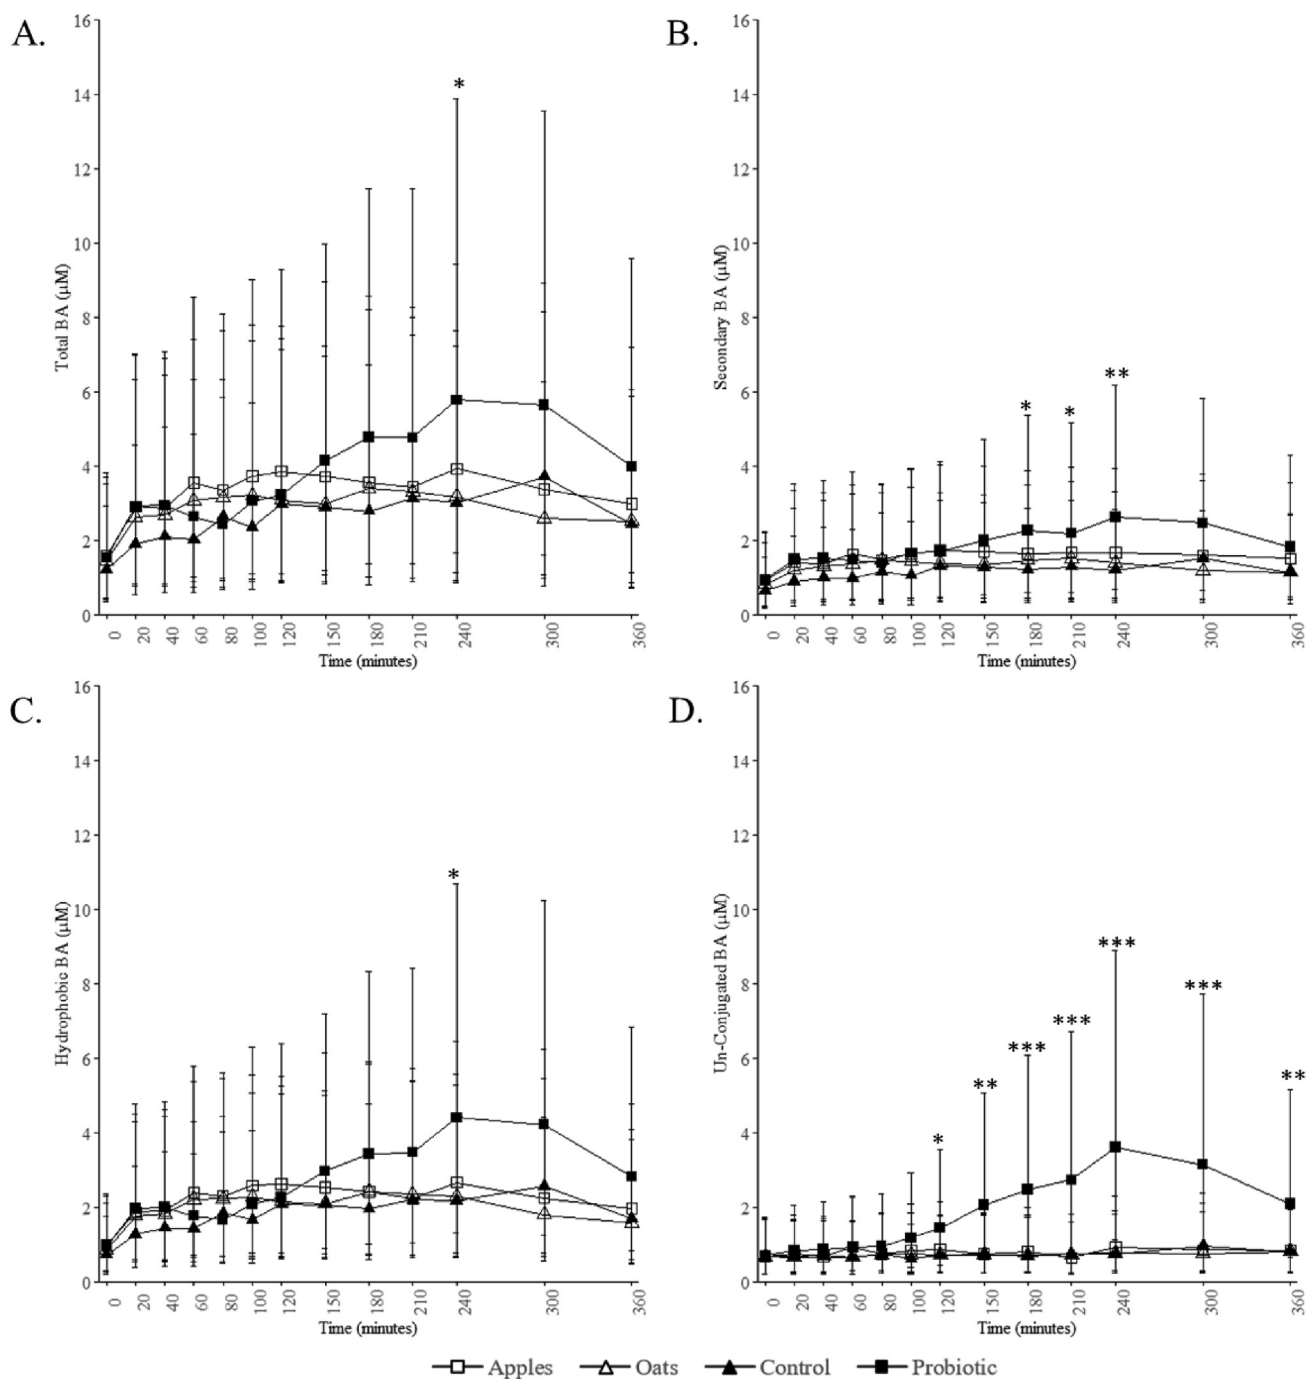 A.
16
14
12
10
8
6
4
2
0
Total BA (μM)
*
0 20 40 60 80 100 120 150 180 210 240 300 360
Time (minutes)
B.
16
14
12
10
8
6
4
2
0
Secondary BA (μM)
* * **
0 20 40 60 80 100 120 150 180 210 240 300 360
Time (minutes)
C.
16
14
12
10
8
6
4
2
0
Hydrophobic BA (μM)
*
0 20 40 60 80 100 120 150 180 210 240 300 360
Time (minutes)
D.
16
14
12
10
8
6
4
2
0
Un-Conjugated BA (μM)
* ** *** *** *** *** **
0 20 40 60 80 100 120 150 180 210 240 300 360
Time (minutes)
Apples Oats Control Probiotic